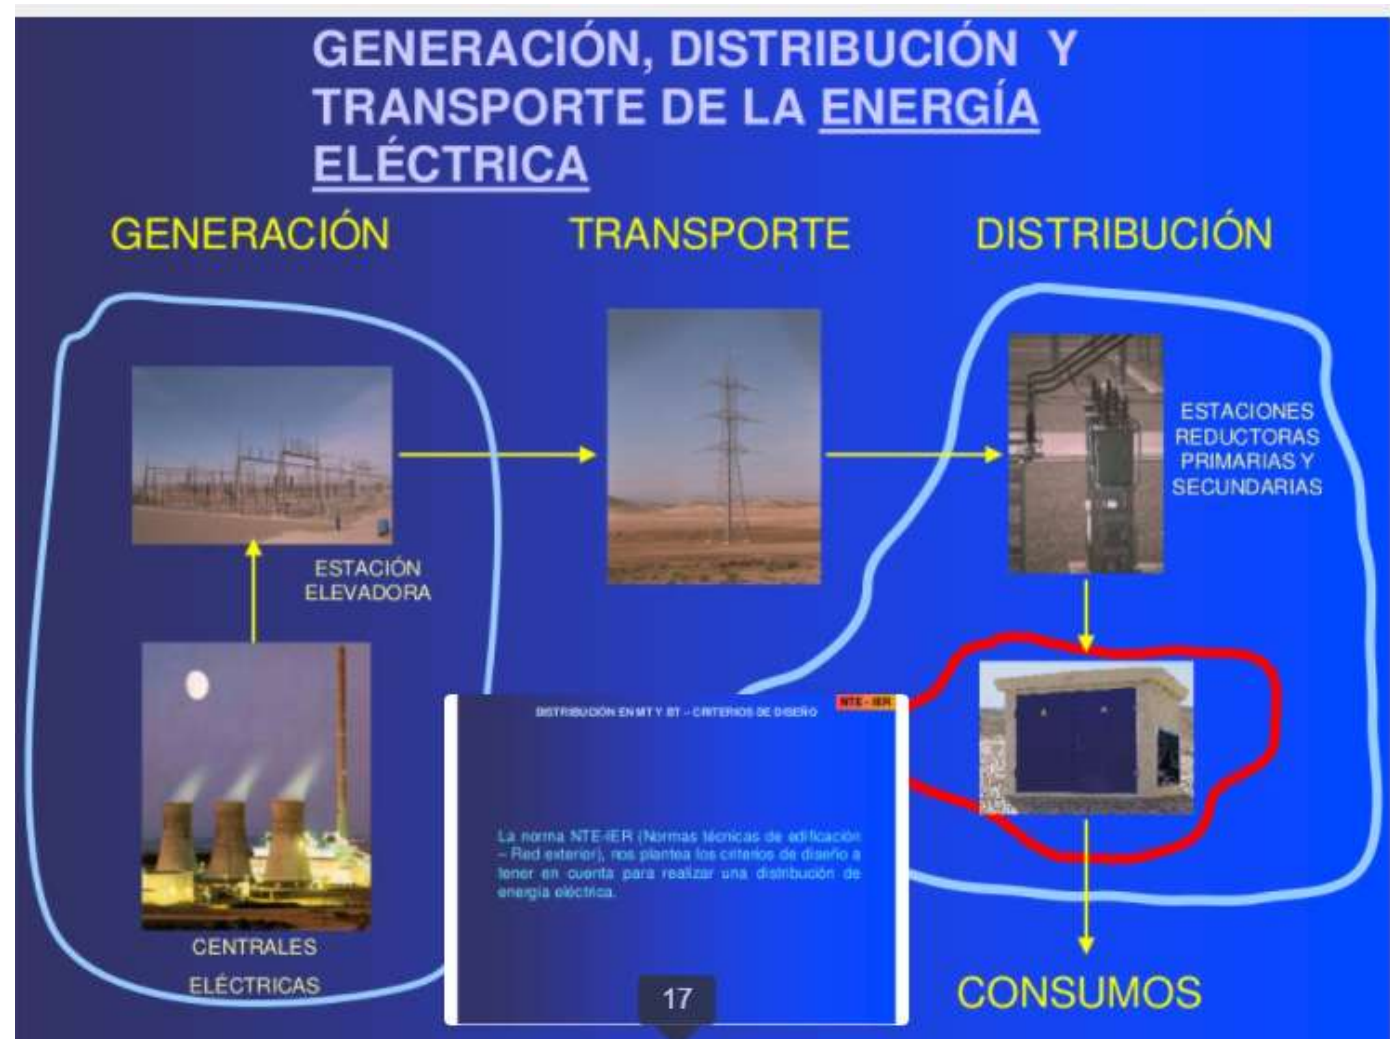 GENERACIÓN, DISTRIBUCIÓN Y
TRANSPORTE DE LA ENERGÍA
ELÉCTRICA
GENERACIÓN
TRANSPORTE
DISTRIBUCIÓN
ESTACIONES
REDUCTORAS
PRIMARIAS Y
SECUNDARIAS
ESTACIÓN
ELEVADORA
CENTRALES
ELÉCTRICAS
NTE - IER
DISTRIBUCIÓN EN MT Y BT – CRITERIOS DE DISEÑO
La norma NTE-IER (Normas técnicas de edificación
– Red exterior), nos plantea los criterios de diseño a
tener en cuenta para realizar una distribución de
energía eléctrica.
17
CONSUMOS